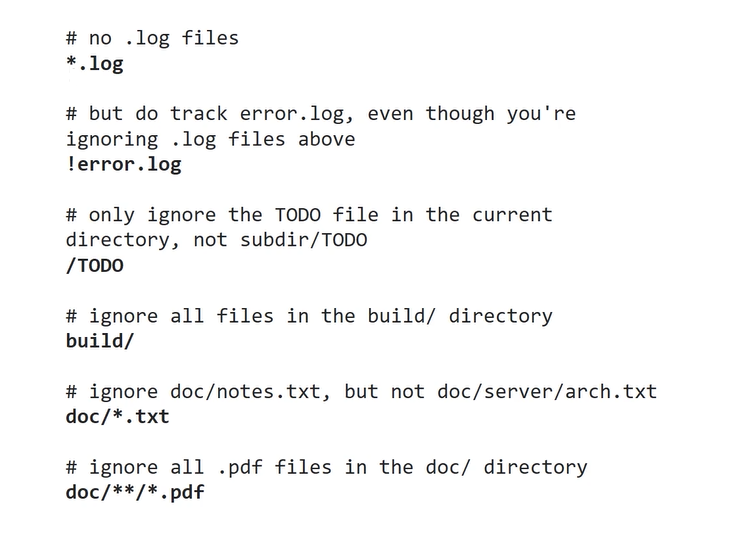 # no .log files
*.log
# but do track error.log, even though you're
ignoring .log files above
!error.log
# only ignore the TODO file in the current
directory, not subdir/TODO
/TODO
# ignore all files in the build/ directory
build/
# ignore doc/notes.txt, but not doc/server/arch.txt
doc/*.txt
# ignore all .pdf files in the doc/ directory
doc/**/*.pdf